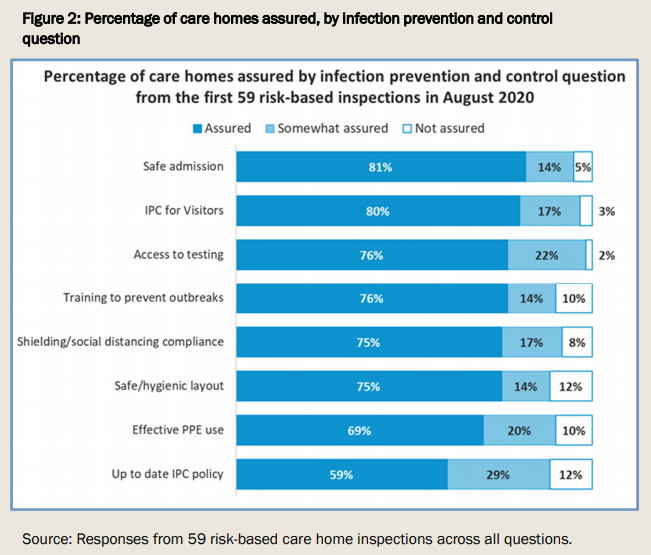 Figure 2: Percentage of care homes assured, by infection prevention and control
question
Percentage of care homes assured by infection prevention and control question
from the first 59 risk-based inspections in August 2020
Assured Somewhat assured Not assured
Safe admission 81% 14% 5%
IPC for Visitors 80% 17% 3%
Access to testing 76% 22% 2%
Training to prevent outbreaks 76% 14% 10%
Shielding/social distancing compliance 75% 17% 8%
Safe/hygienic layout 75% 14% 12%
Effective PPE use 69% 20% 10%
Up to date IPC policy 59% 29% 12%
Source: Responses from 59 risk-based care home inspections across all questions.